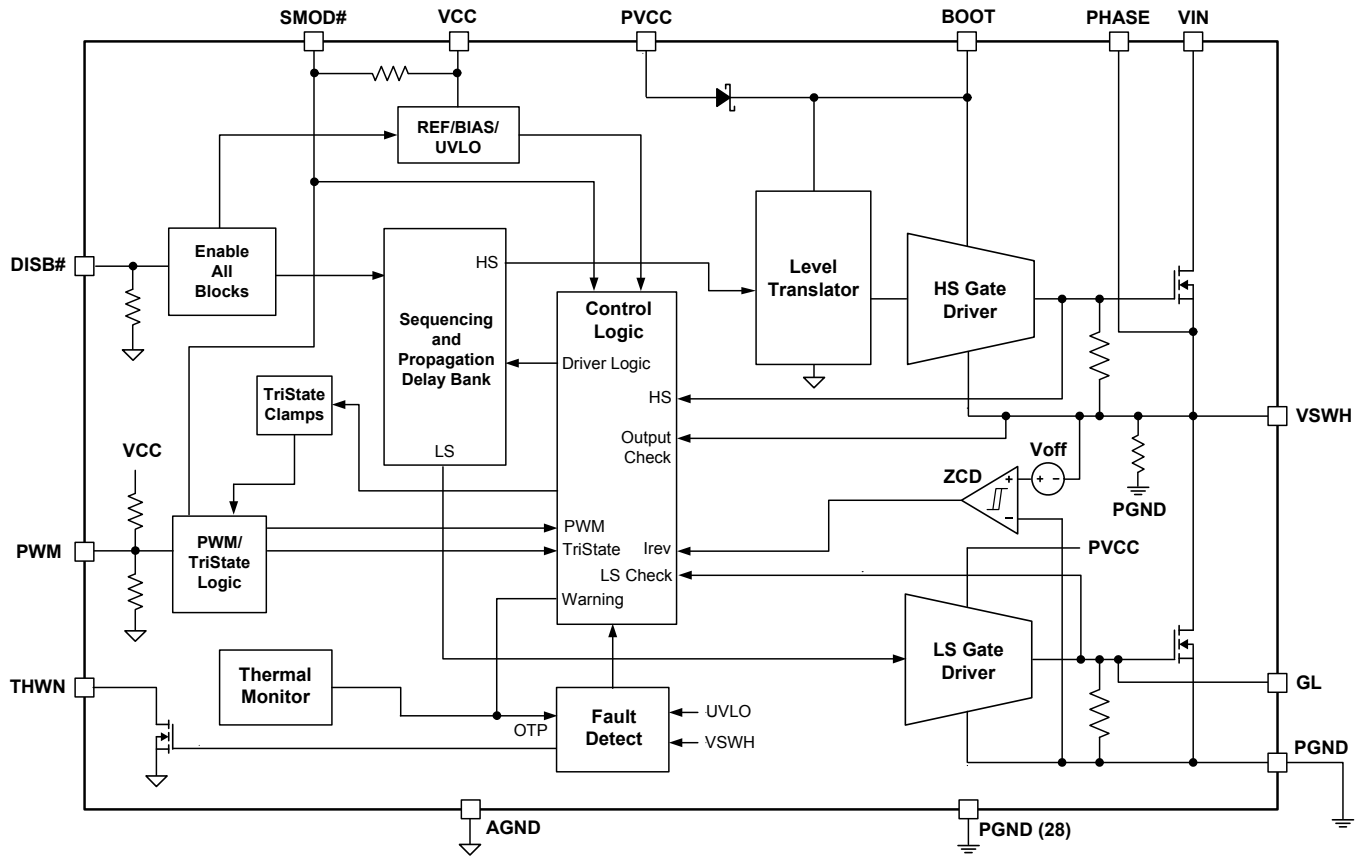 SMOD#
VCC
PVCC
BOOT
PHASE
VIN
REF/BIAS/
UVLO
DISB#
Enable
All
Blocks
HS
Sequencing
and
Propagation
Delay Bank
LS
Control
Logic
Driver Logic
HS
Output
Check
PWM
TriState
Irev
LS Check
Warning
Level
Translator
HS Gate
Driver
VSWH
TriState
Clamps
VCC
PWM
PWM/
TriState
Logic
ZCD
+
−
Voff
+ -
PGND
PVCC
LS Gate
Driver
GL
PGND
THWN
Thermal
Monitor
OTP
Fault
Detect
UVLO
VSWH
AGND
PGND (28)